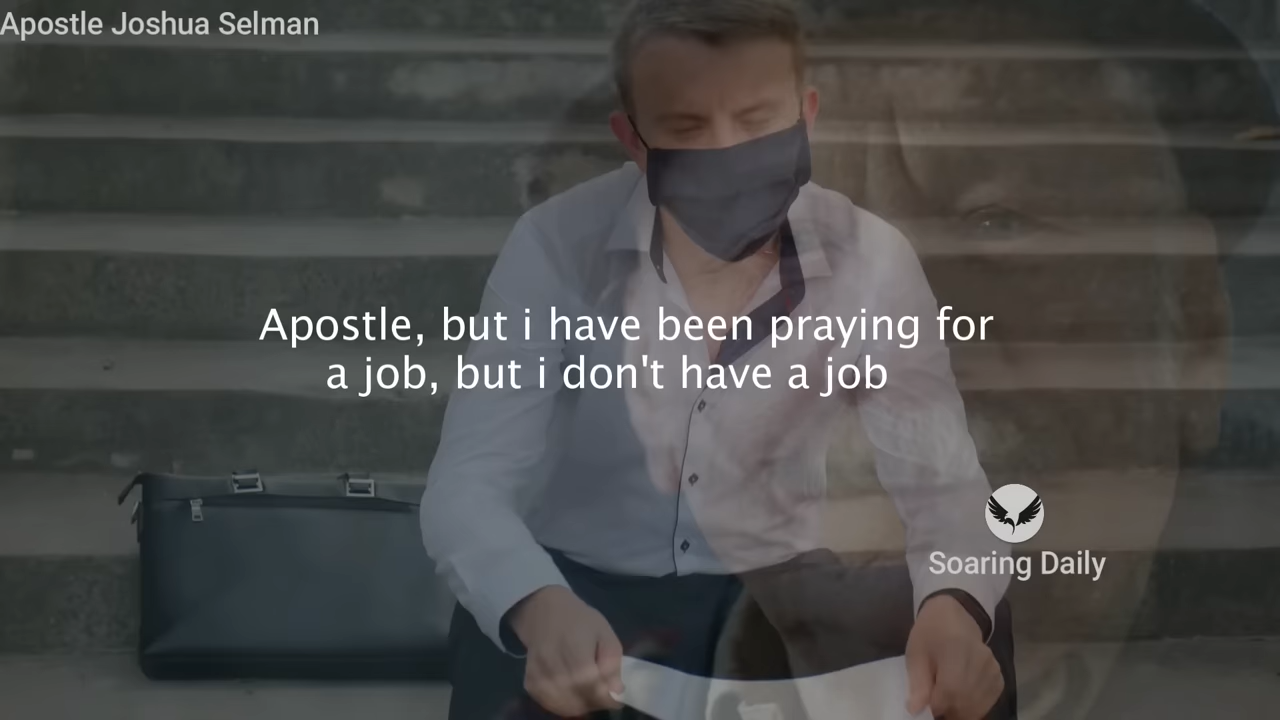 Apostle Joshua Selman
Apostle, but i have been praying for
a job, but i don't have a job
Soaring Daily